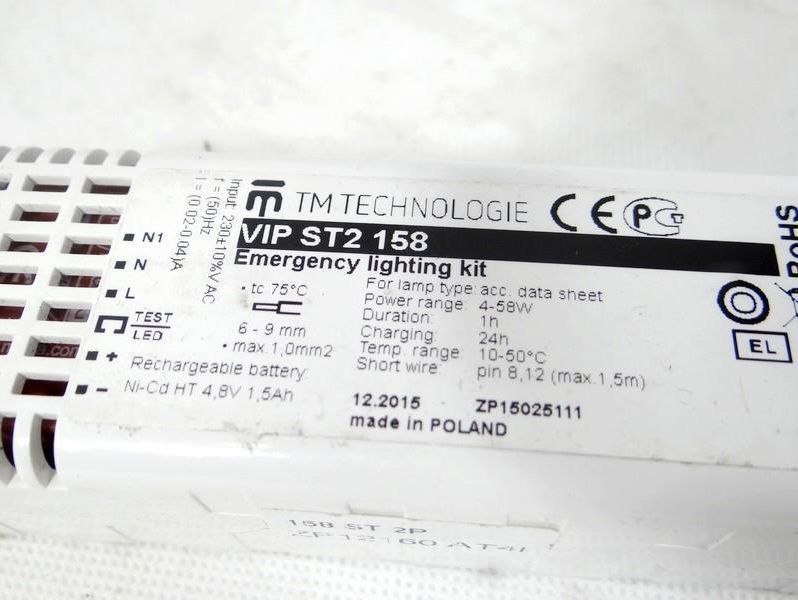 TM TECHNOLOGIE
CE
RoHS
VIP ST2 158
Emergency lighting kit
Input: 230±10%V AC
f = (50)Hz
I = (0.02-0.04)A
N1
N
L
TEST
LED
+
-
• tc 75°C
6 - 9 mm
• max.1,0mm2
Rechargeable battery:
Ni-Cd HT 4,8V 1,5Ah
For lamp type: acc. data sheet
Power range: 4-58W
Duration: 1h
Charging: 24h
Temp. range: 10-50°C
Short wire: pin 8,12 (max.1,5m)
EL
12.2015 ZP15025111
made in POLAND
158 ST 2P